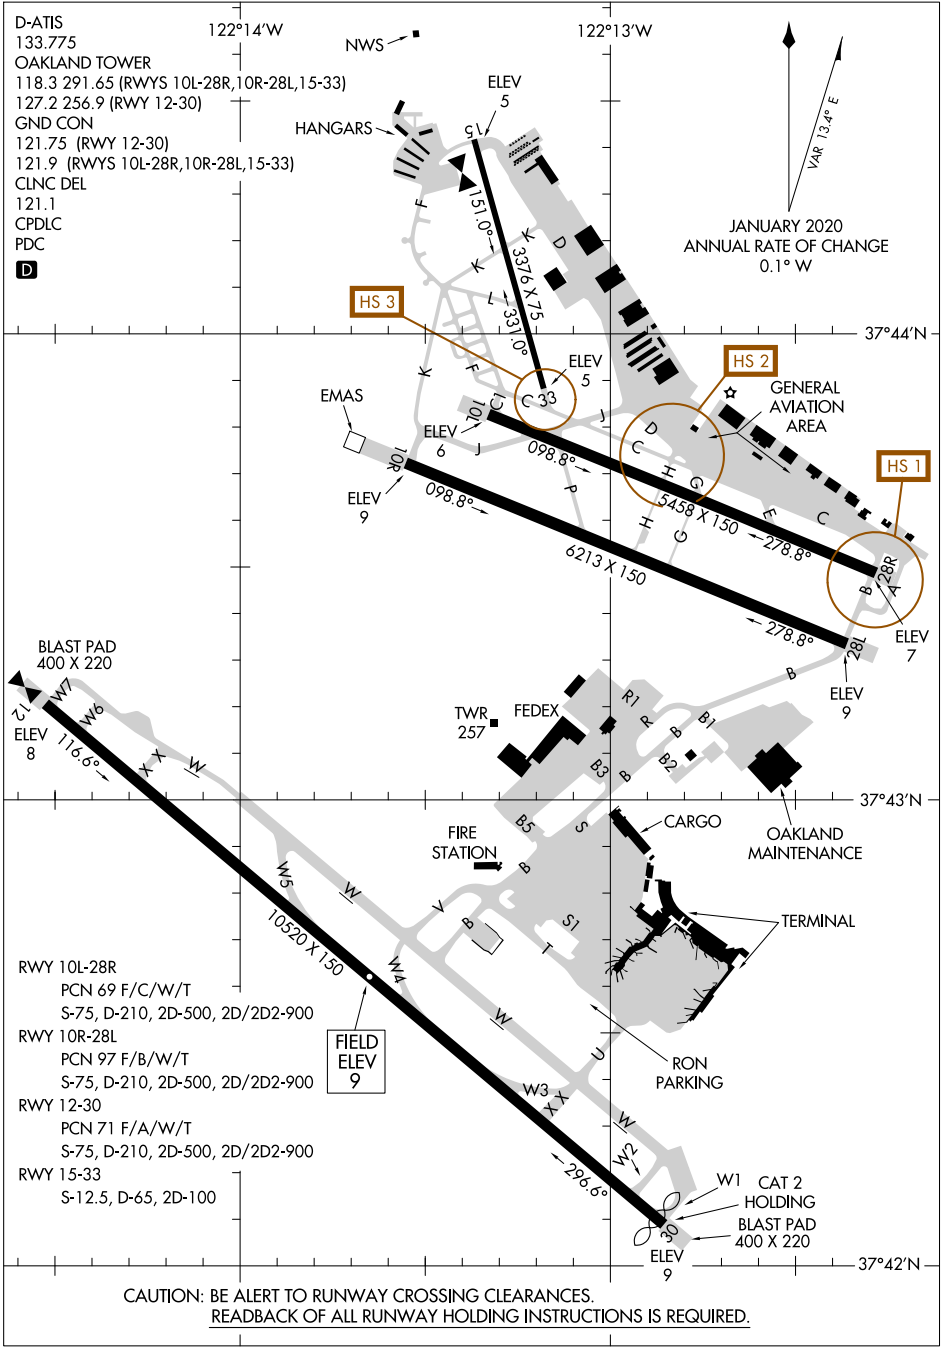 D-ATIS
133.775
OAKLAND TOWER
118.3 291.65 (RWYS 10L-28R,10R-28L,15-33)
127.2 256.9 (RWY 12-30)
GND CON
121.75 (RWY 12-30)
121.9 (RWYS 10L-28R,10R-28L,15-33)
CLNC DEL
121.1
CPDLC
PDC
D
122°14'W
122°13'W
NWS
HANGARS
ELEV
5
15
VAR 13.4° E
JANUARY 2020
ANNUAL RATE OF CHANGE
0.1° W
F
151.0°
K
D
3376 X 75
K
L
331.0°
HS 3
37°44'N
K
F
ELEV
5
C1
C
33
HS 2
EMAS
10L
ELEV
6
J
J
D
C
GENERAL
AVIATION
AREA
10R
098.8°
H
G
HS 1
ELEV
9
098.8°
P
5458 X 150
E
C
H
G
278.8°
6213 X 150
28R
B
A
278.8°
28L
ELEV
7
BLAST PAD
400 X 220
B
ELEV
9
W7
W6
12
ELEV
8
116.6°
X X
W
TWR
257
FEDEX
R1
R
B1
B
B2
B3
B
37°43'N
OAKLAND
MAINTENANCE
CARGO
FIRE
STATION
B5
S
B
W5
W
V
B
S1
T
TERMINAL
10520 X 150
W4
W
RWY 10L-28R
PCN 69 F/C/W/T
S-75, D-210, 2D-500, 2D/2D2-900
RWY 10R-28L
PCN 97 F/B/W/T
S-75, D-210, 2D-500, 2D/2D2-900
RWY 12-30
PCN 71 F/A/W/T
S-75, D-210, 2D-500, 2D/2D2-900
RWY 15-33
S-12.5, D-65, 2D-100
FIELD
ELEV
9
U
RON
PARKING
W3
X X
W
W2
296.6°
W1
CAT 2
HOLDING
30
BLAST PAD
400 X 220
ELEV
9
37°42'N
CAUTION: BE ALERT TO RUNWAY CROSSING CLEARANCES.
READBACK OF ALL RUNWAY HOLDING INSTRUCTIONS IS REQUIRED.